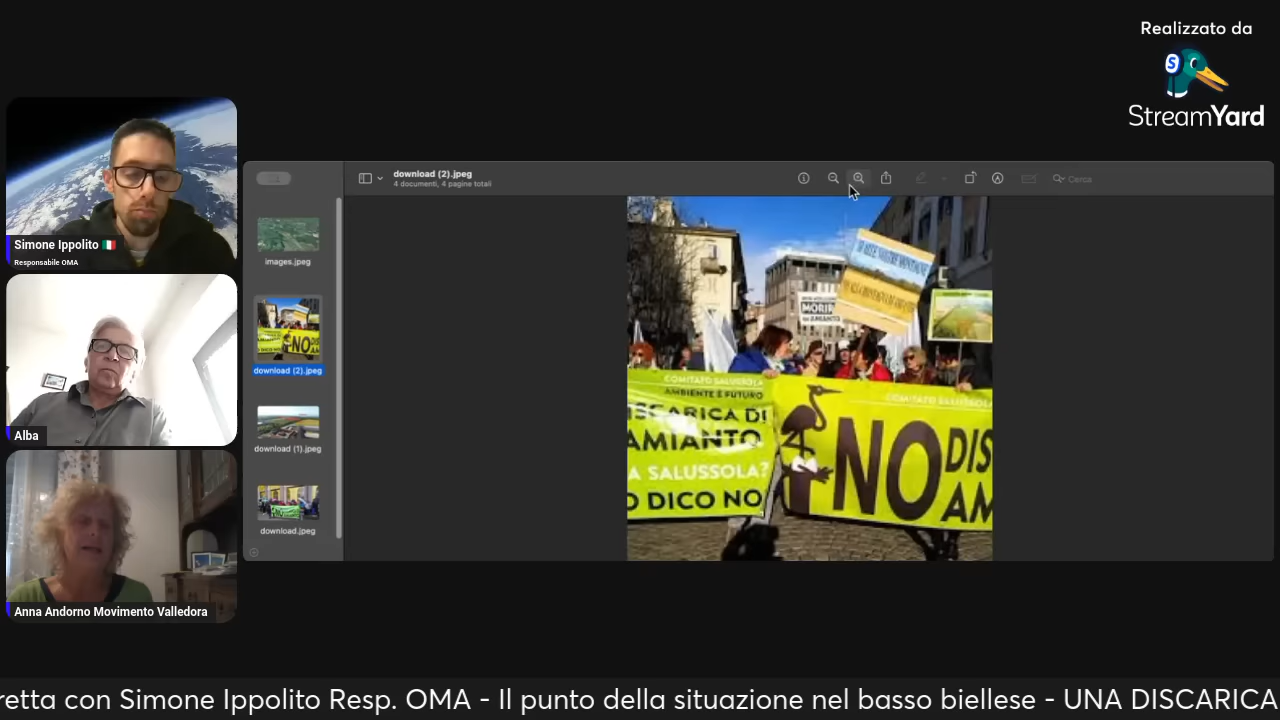 Realizzato da
StreamYard
Simone Ippolito
Responsabile OMA
Alba
Anna Andorno Movimento Valledora
download (2).jpeg
4 documenti, 4 pagine totali
Cerca
images.jpeg
download (2).jpeg
download (1).jpeg
download.jpeg
MORIRE
AMIANTO
COMITATO SALUSSOLA
AMBIENTE E FUTURO
ISCARICA DI
AMIANTO
A SALUSSOLA?
O DICO NO
COMITATO SALUSSOLA
NO DIS
AM
retta con Simone Ippolito Resp. OMA - Il punto della situazione nel basso biellese - UNA DISCARICA